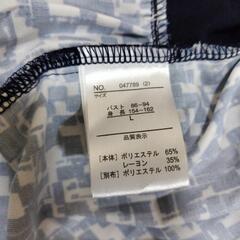 NO. 047789 (2)
サイズ
バスト 86-94
身長 154-162
L
品質表示
[本体] ポリエステル 65%
レーヨン 35%
[別布] ポリエステル 100%